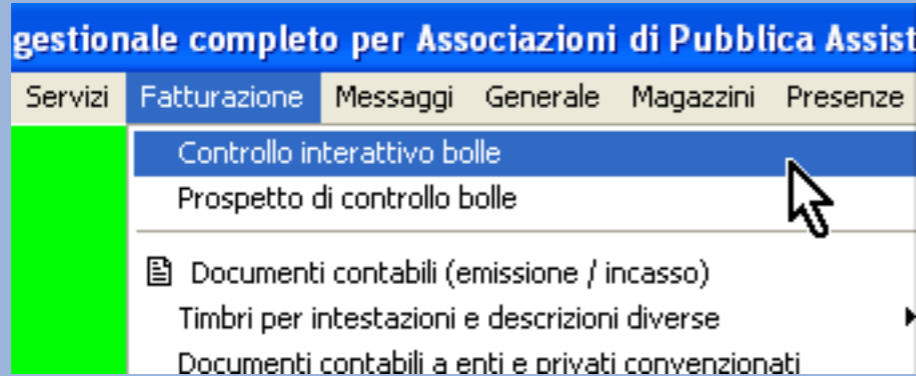 gestionale completo per Associazioni di Pubblica Assist
Servizi Fatturazione Messaggi Generale Magazzini Presenze
Controllo interattivo bolle
Prospetto di controllo bolle
Documenti contabili (emissione / incasso)
Timbri per intestazioni e descrizioni diverse
Documenti contabili a enti e privati convenzionati